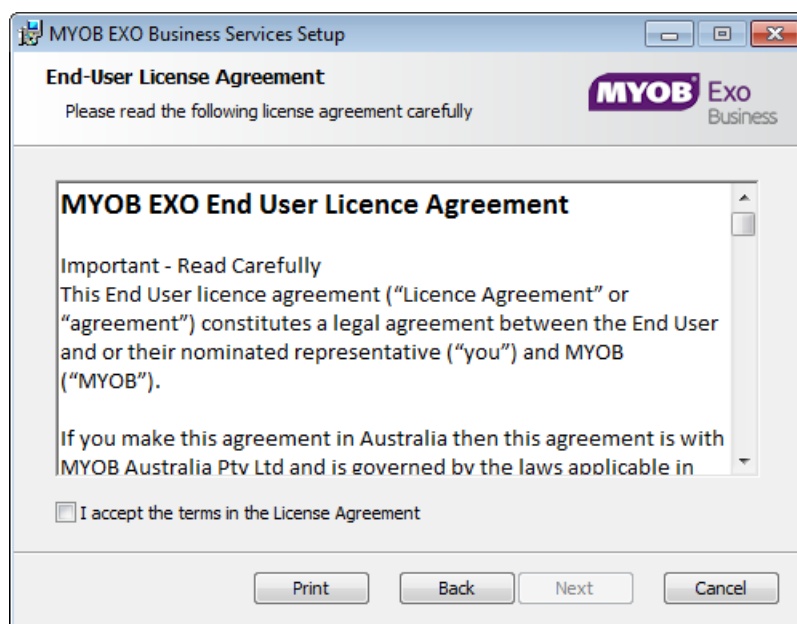 MYOB EXO Business Services Setup
End-User License Agreement
Please read the following license agreement carefully
MYOB Exo
Business
MYOB EXO End User Licence Agreement
Important - Read Carefully
This End User licence agreement (“Licence Agreement” or
“agreement”) constitutes a legal agreement between the End User
and or their nominated representative (“you”) and MYOB
(“MYOB”).
If you make this agreement in Australia then this agreement is with
MYOB Australia Pty Ltd and is governed by the laws applicable in
I accept the terms in the License Agreement
Print Back Next Cancel